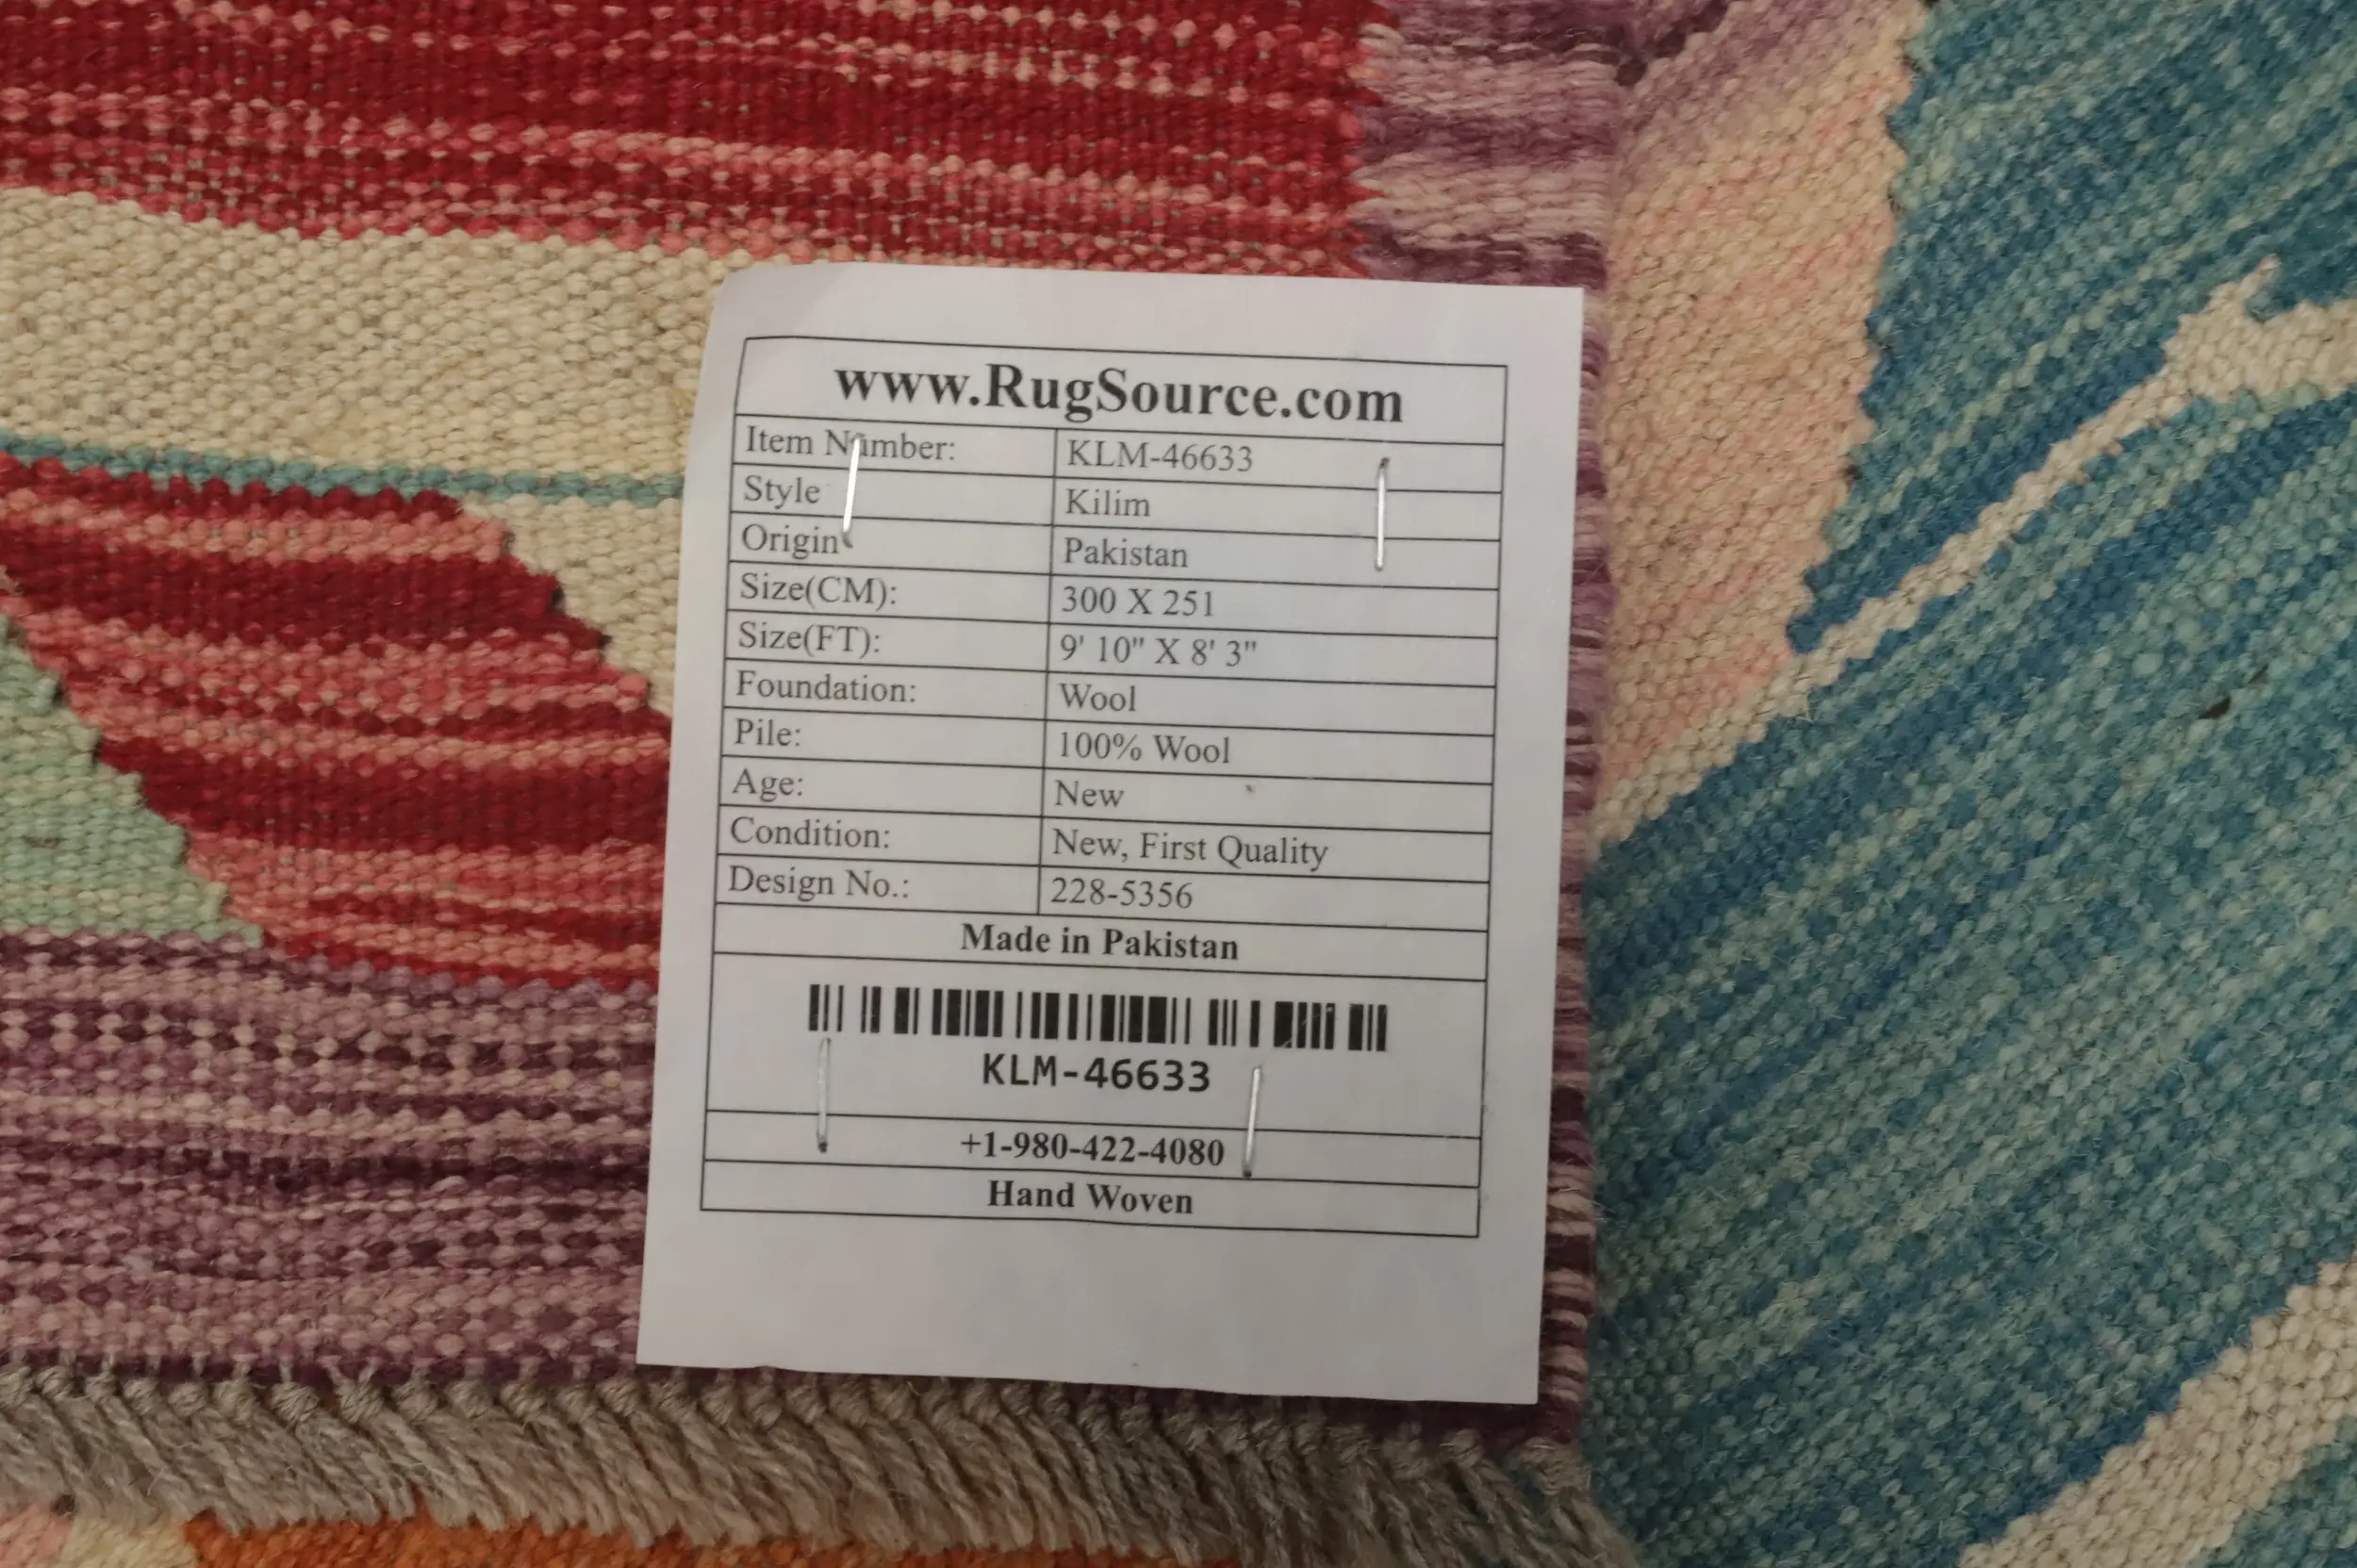 www.RugSource.com
Item Number: KLM-46633
Style Kilim
Origin Pakistan
Size(CM): 300 X 251
Size(FT): 9' 10" X 8' 3"
Foundation: Wool
Pile: 100% Wool
Age: New
Condition: New, First Quality
Design No.: 228-5356
Made in Pakistan
KLM-46633
+1-980-422-4080
Hand Woven